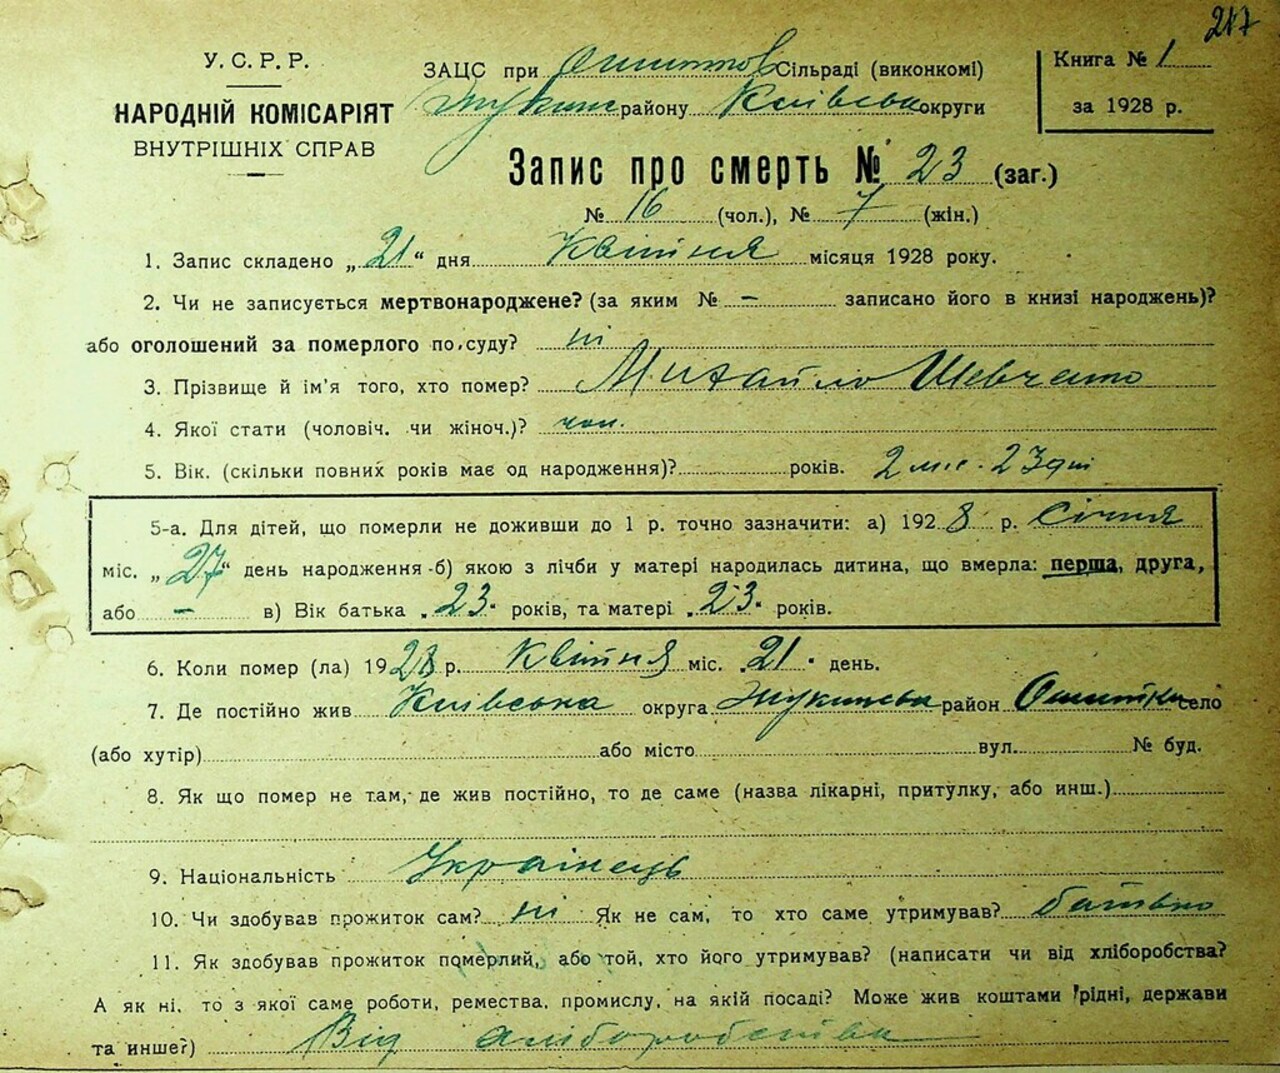 217
У. С. Р. Р.
НАРОДНІЙ КОМІСАРІЯТ
ВНУТРІШНІХ СПРАВ
ЗАЦС при Ошитков Сільраді (виконкомі)
Жукинс району Київська округи
Книга № 1
за 1928 р.
Запис про смерть № 23 (заг.)
№ 16 (чол.), № 7 (жін.)
1. Запис складено „21“ дня Квітня місяця 1928 року.
2. Чи не записується мертвонароджене? (за яким № – записано його в книзі народжень)?
або оголошений за померлого по суду? ні
3. Прізвище й ім'я того, хто помер? Михайло Шевченко
4. Якої стати (чоловіч. чи жіноч.)? чол.
5. Вік. (скільки повних років має од народження)? років. 2 міс. 23 дні
5-а. Для дітей, що померли не доживши до 1 р. точно зазначити: а) 1928 р. Січня
міс. „27“ день народження б) якою з лічби у матері народилась дитина, що вмерла: перша, друга,
або – в) Вік батька „23“ років, та матері „23“ років.
6. Коли помер (ла) 1928 р. Квітня міс. „21“ день.
7. Де постійно жив Київська округа Жукинська район Ошитки село
(або хутір) або місто вул. № буд.
8. Як що помер не там, де жив постійно, то де саме (назва лікарні, притулку, або инш.)
9. Національність Українець
10. Чи здобував прожиток сам? ні Як не сам, то хто саме утримував? батько
11. Як здобував прожиток померлий, або той, хто його утримував? (написати чи від хліборобства?
А як ні, то з якої саме роботи, ремества, промислу, на якій посаді? Може жив коштами рідні, держави
та инше?) Від хліборобства